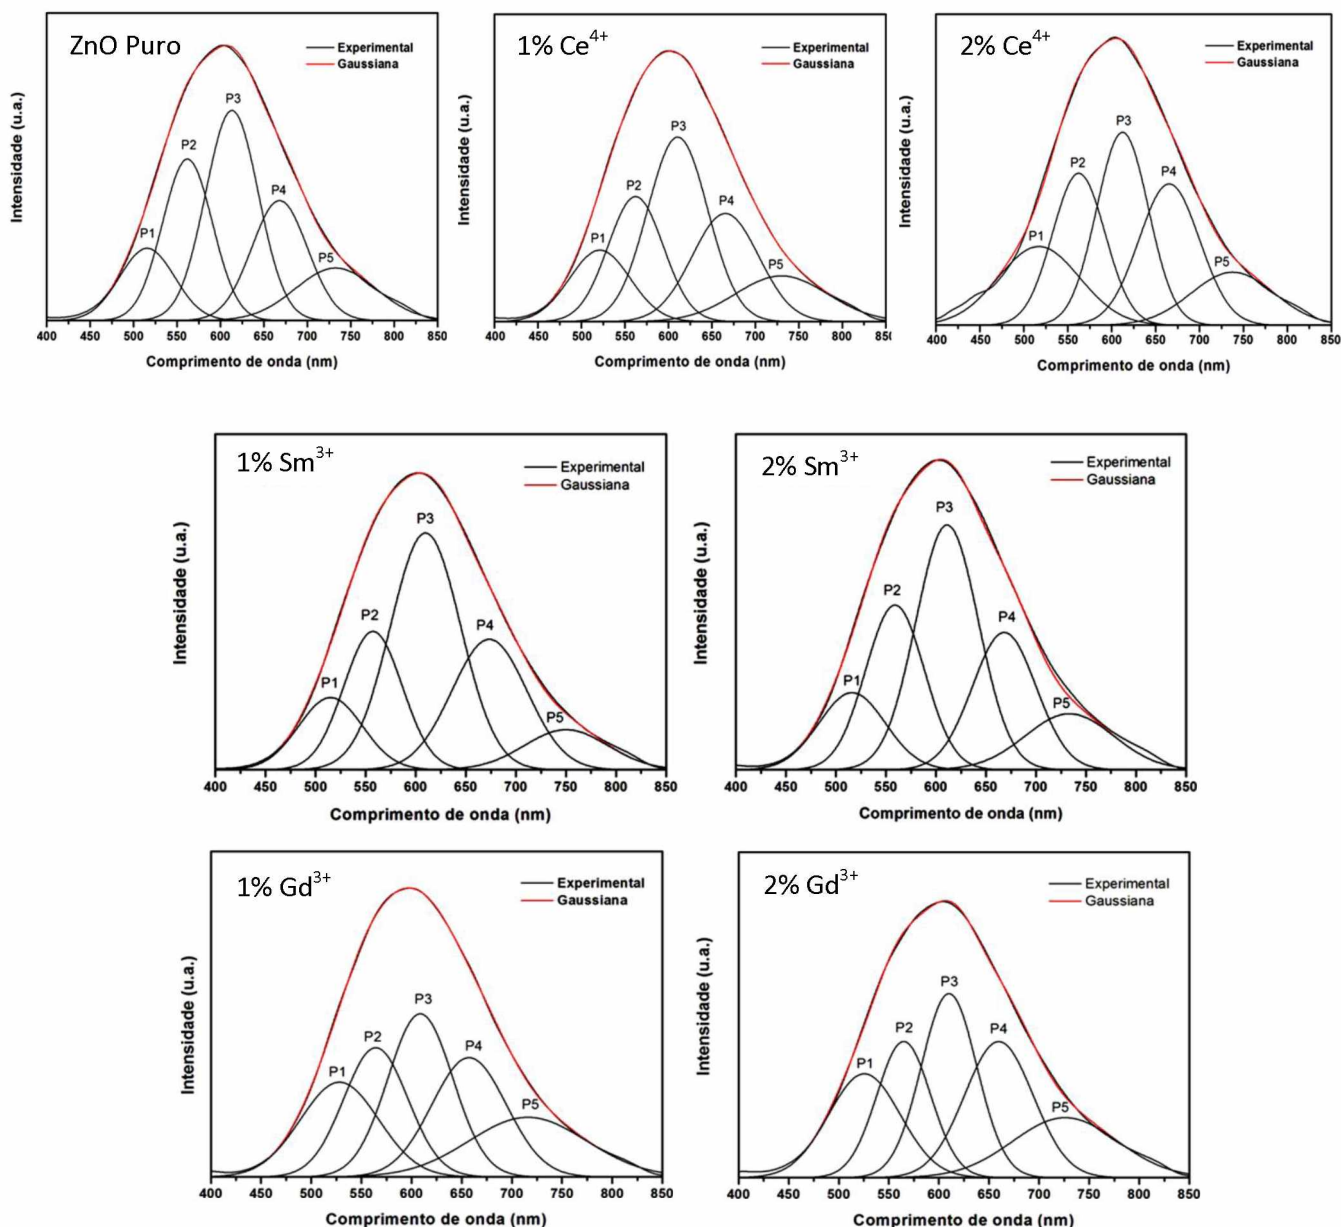 ZnO Puro
Experimental
Gaussiana
P1
P2
P3
P4
P5
Intensidade (u.a.)
400 450 500 550 600 650 700 750 800 850
Comprimento de onda (nm)
1% Ce⁴⁺
Experimental
Gaussiana
P1
P2
P3
P4
P5
Intensidade (u.a.)
400 450 500 550 600 650 700 750 800 850
Comprimento de onda (nm)
2% Ce⁴⁺
Experimental
Gaussiana
P1
P2
P3
P4
P5
Intensidade (u.a.)
400 450 500 550 600 650 700 750 800 850
Comprimento de onda (nm)
1% Sm³⁺
Experimental
Gaussiana
P1
P2
P3
P4
P5
Intensidade (u.a.)
400 450 500 550 600 650 700 750 800 850
Comprimento de onda (nm)
2% Sm³⁺
Experimental
Gaussiana
P1
P2
P3
P4
P5
Intensidade (u.a.)
400 450 500 550 600 650 700 750 800 850
Comprimento de onda (nm)
1% Gd³⁺
Experimental
Gaussiana
P1
P2
P3
P4
P5
Intensidade (u.a.)
400 450 500 550 600 650 700 750 800 850
Comprimento de onda (nm)
2% Gd³⁺
Experimental
Gaussiana
P1
P2
P3
P4
P5
Intensidade (u.a.)
400 450 500 550 600 650 700 750 800 850
Comprimento de onda (nm)